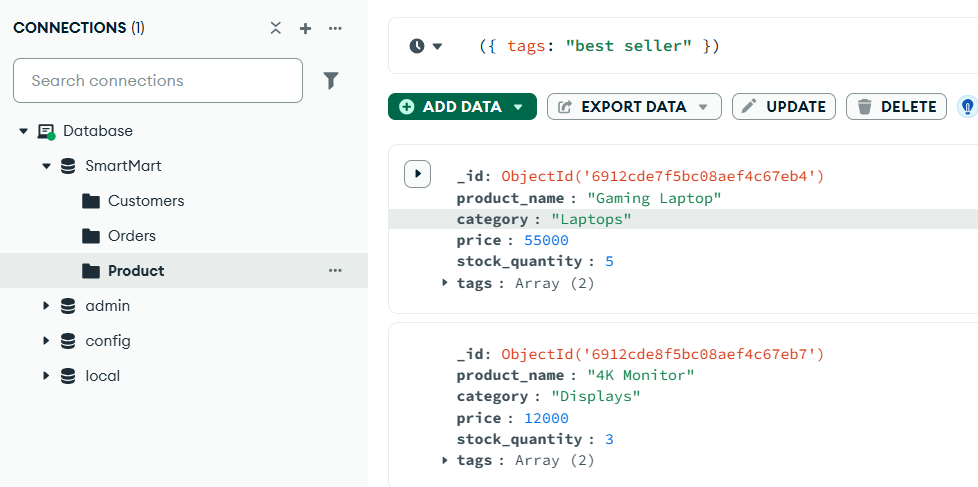 CONNECTIONS (1)
Search connections
Database
SmartMart
Customers
Orders
Product
admin
config
local
({ tags: "best seller" })
ADD DATA
EXPORT DATA
UPDATE
DELETE
_id: ObjectId('6912cde7f5bc08aef4c67eb4')
product_name : "Gaming Laptop"
category : "Laptops"
price : 55000
stock_quantity : 5
tags : Array (2)
_id: ObjectId('6912cde8f5bc08aef4c67eb7')
product_name : "4K Monitor"
category : "Displays"
price : 12000
stock_quantity : 3
tags : Array (2)